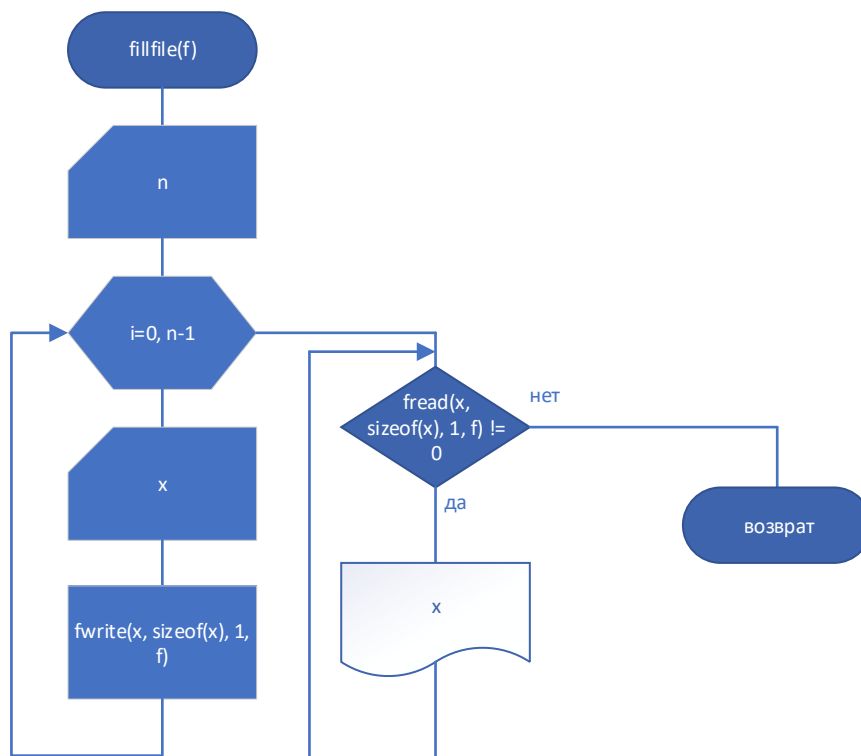 fillfile(f)
n
i=0, n-1
x
fwrite(x, sizeof(x), 1,
f)
fread(x,
sizeof(x), 1, f) !=
0
нет
да
x
возврат